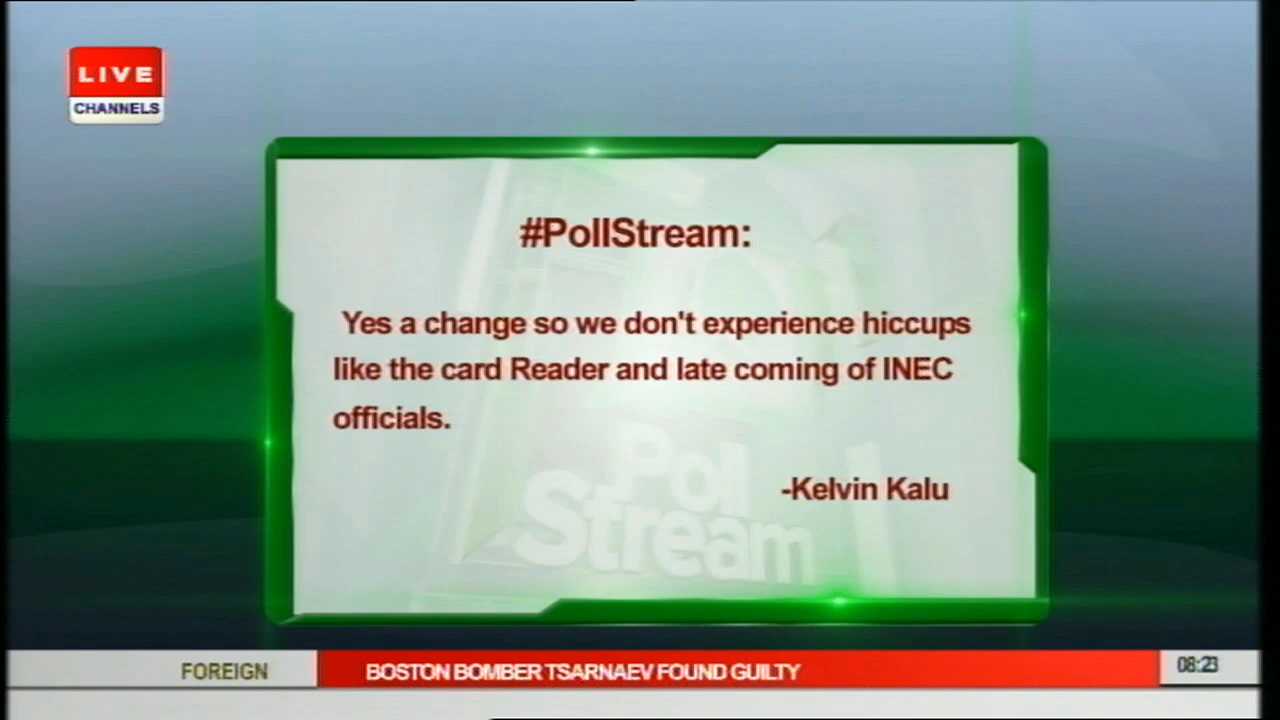 LIVE
CHANNELS
#PollStream:
Yes a change so we don't experience hiccups
like the card Reader and late coming of INEC
officials.
-Kelvin Kalu
Poll
Stream
FOREIGN
BOSTON BOMBER TSARNAEV FOUND GUILTY
08:23